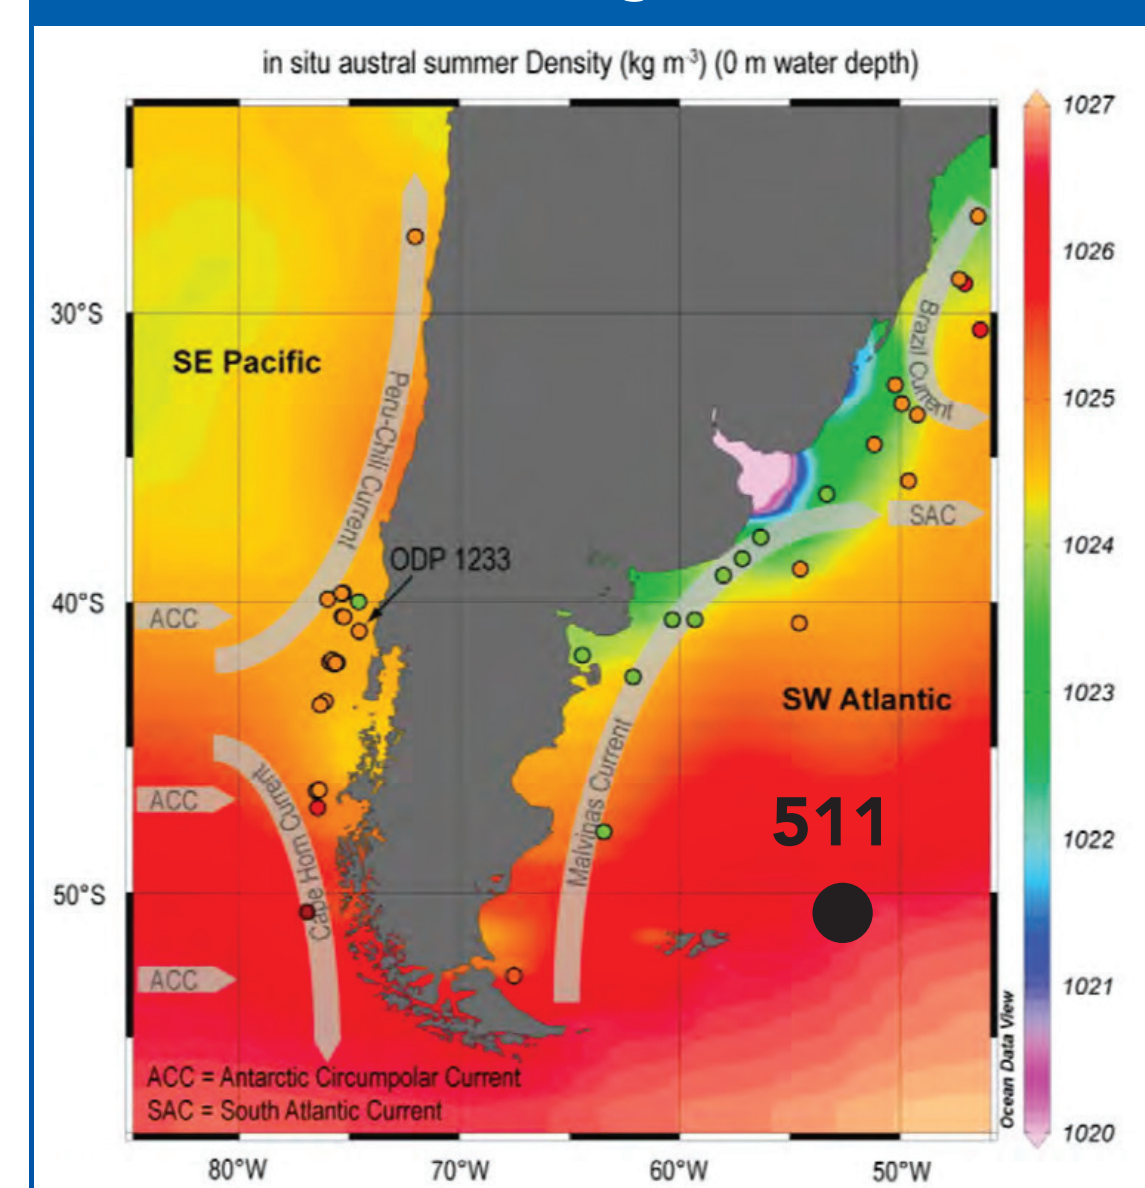 in situ austral summer Density (kg m-3) (0 m water depth)
1027
1026
1025
1024
1023
1022
1021
1020
30°S
40°S
50°S
80°W
70°W
60°W
50°W
SE Pacific
Peru-Chili Current
Brazil Current
SAC
ODP 1233
ACC
SW Atlantic
Malvinas Current
Cape Horn Current
ACC
511
ACC
ACC = Antarctic Circumpolar Current
SAC = South Atlantic Current
Ocean Data View